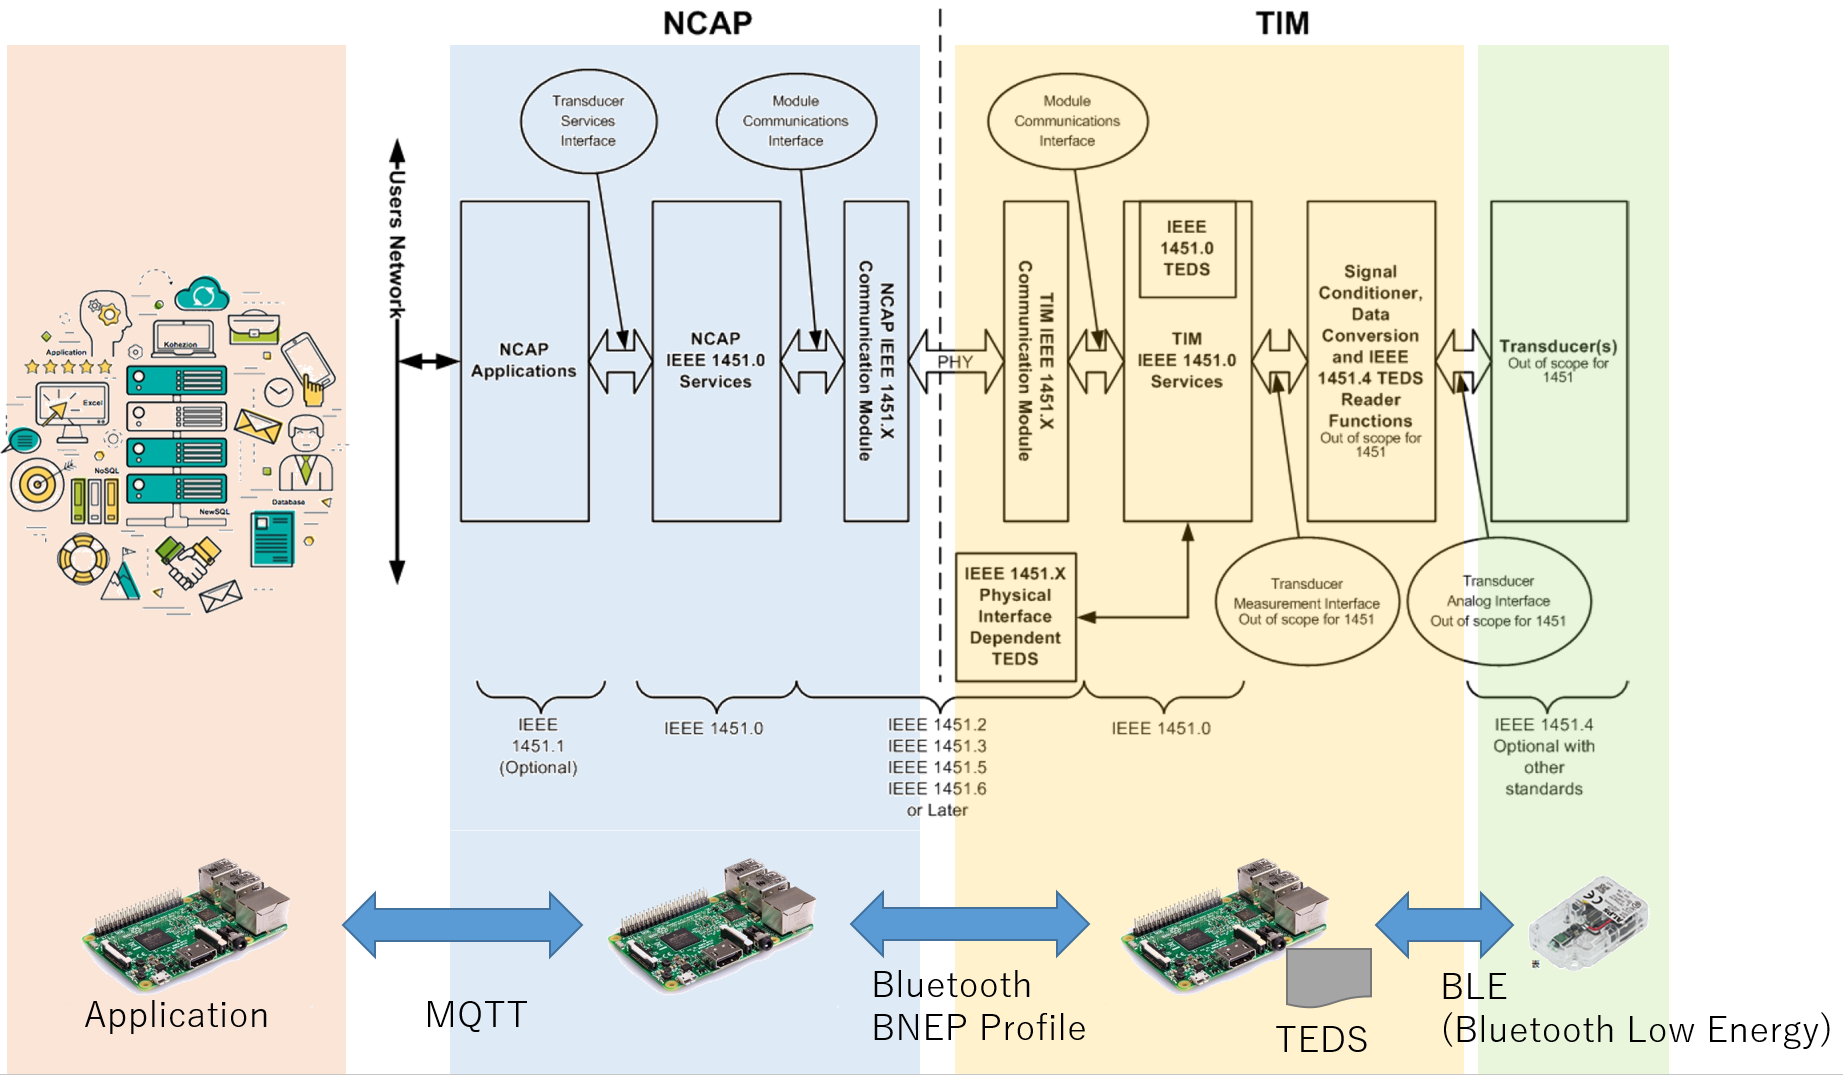 NCAP
TIM
Transducer
Services
Interface
Module
Communications
Interface
Module
Communications
Interface
Users Network
NCAP
Applications
NCAP
IEEE 1451.0
Services
NCAP IEEE 1451.X
Communication Module
PHY
TIM IEEE 1451.X
Communication Module
IEEE
1451.0
TEDS
TIM
IEEE 1451.0
Services
Signal
Conditioner,
Data
Conversion
and IEEE
1451.4 TEDS
Reader
Functions
Out of scope for
1451
Transducer(s)
Out of scope for
1451
Application
Kohezion
Excel
NoSQL
NewSQL
Database
IEEE 1451.X
Physical
Interface
Dependent
TEDS
Transducer
Measurement Interface
Out of scope for 1451
Transducer
Analog Interface
Out of scope for 1451
IEEE
1451.1
(Optional)
IEEE 1451.0
IEEE 1451.2
IEEE 1451.3
IEEE 1451.5
IEEE 1451.6
or Later
IEEE 1451.0
IEEE 1451.4
Optional with
other
standards
Application
MQTT
Bluetooth
BNEP Profile
TEDS
BLE
(Bluetooth Low Energy)
表